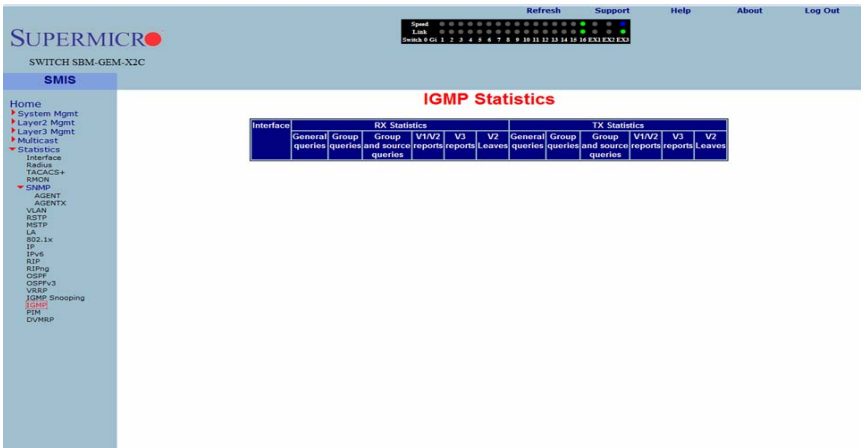 Refresh Support Help About Log Out
SUPERMICRO
Speed
Link
Switch 0 Gi 1 2 3 4 5 6 7 8 9 10 11 12 13 14 15 16 EX1 EX2 EX3
SWITCH SBM-GEM-X2C
SMIS
Home
System Mgmt
Layer2 Mgmt
Layer3 Mgmt
Multicast
Statistics
Interface
Radius
TACACS+
RMON
SNMP
AGENT
AGENTX
VLAN
RSTP
MSTP
LA
802.1x
IP
IPv6
RIP
RIPng
OSPF
OSPFv3
VRRP
IGMP Snooping
IGMP
PIM
DVMRP
IGMP Statistics
Interface RX Statistics TX Statistics
General Group Group V1/V2 V3 V2 General Group Group V1/V2 V3 V2
queries queries and source reports reports Leaves queries queries and source reports reports Leaves
queries queries